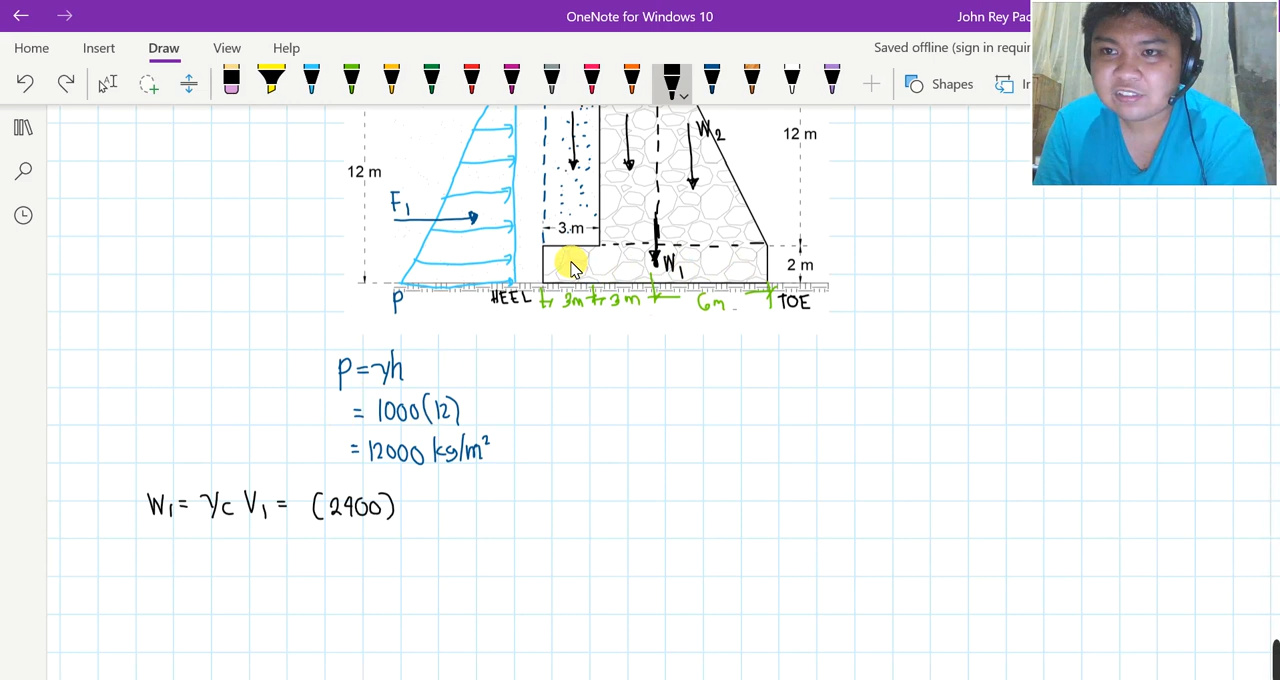 OneNote for Windows 10
John Rey Pac
Home Insert Draw View Help
Saved offline (sign in requir
Shapes
In
W₂
12 m
12 m
F₁
3 m
W₁
2 m
P
HEEL
3m
3m
6m
TOE
P = γh
= 1000(12)
= 12000 kg/m²
W₁ = γc V₁ = (2400)